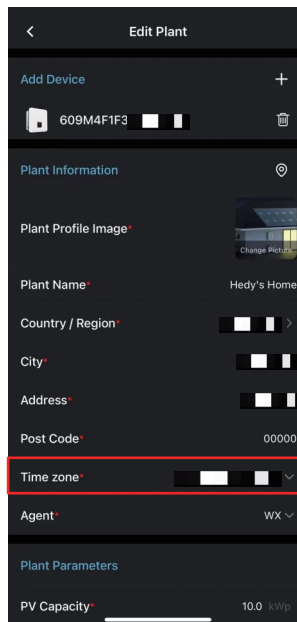 Edit Plant
Add Device
609M4F1F3
Plant Information
Plant Profile Image*
Change Picture
Plant Name* Hedy's Home
Country / Region*
City*
Address*
Post Code* 00000
Time zone*
Agent* WX
Plant Parameters
PV Capacity* 10.0 kWp